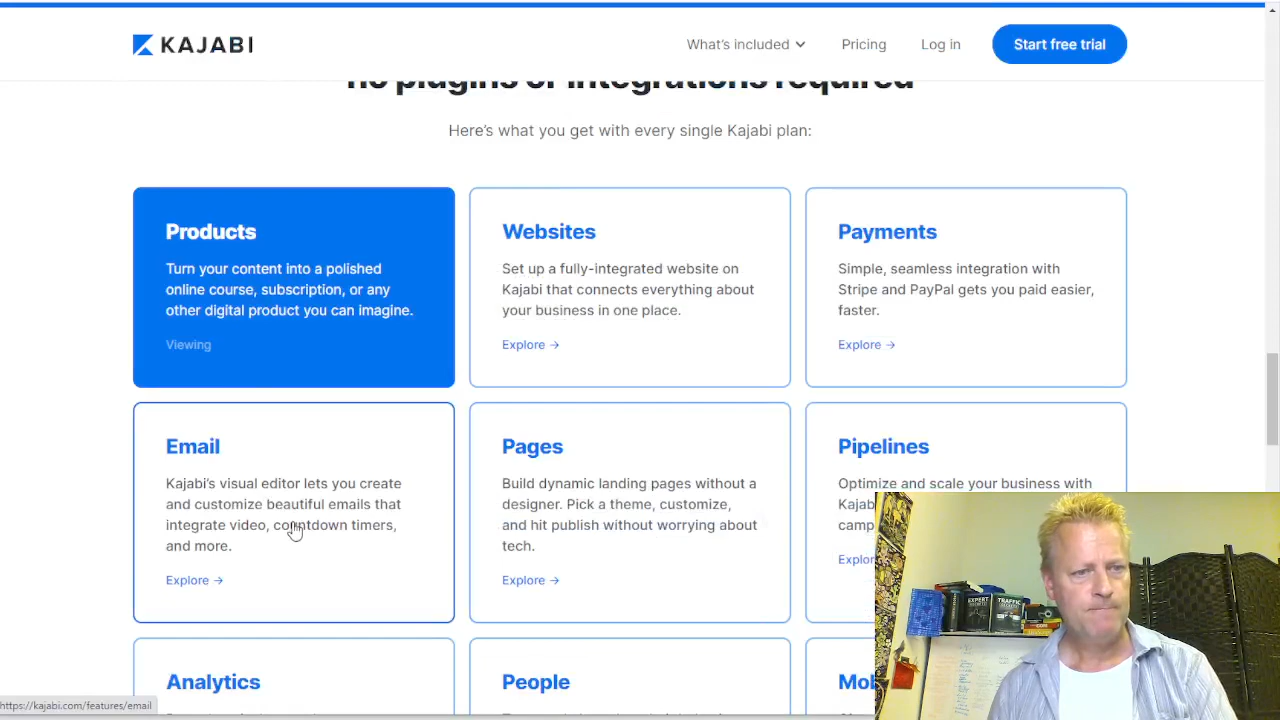 KAJABI
What's included
Pricing
Log in
Start free trial
no plugins or integrations required
Here's what you get with every single Kajabi plan:
Products
Turn your content into a polished
online course, subscription, or any
other digital product you can imagine.
Viewing
Websites
Set up a fully-integrated website on
Kajabi that connects everything about
your business in one place.
Explore →
Payments
Simple, seamless integration with
Stripe and PayPal gets you paid easier,
faster.
Explore →
Email
Kajabi's visual editor lets you create
and customize beautiful emails that
integrate video, countdown timers,
and more.
Explore →
Pages
Build dynamic landing pages without a
designer. Pick a theme, customize,
and hit publish without worrying about
tech.
Explore →
Pipelines
Optimize and scale your business with
Kajab
camp
Explor
EXPERT
TRAFFIC
Analytics
People
Mo
https://kajabi.com/features/email